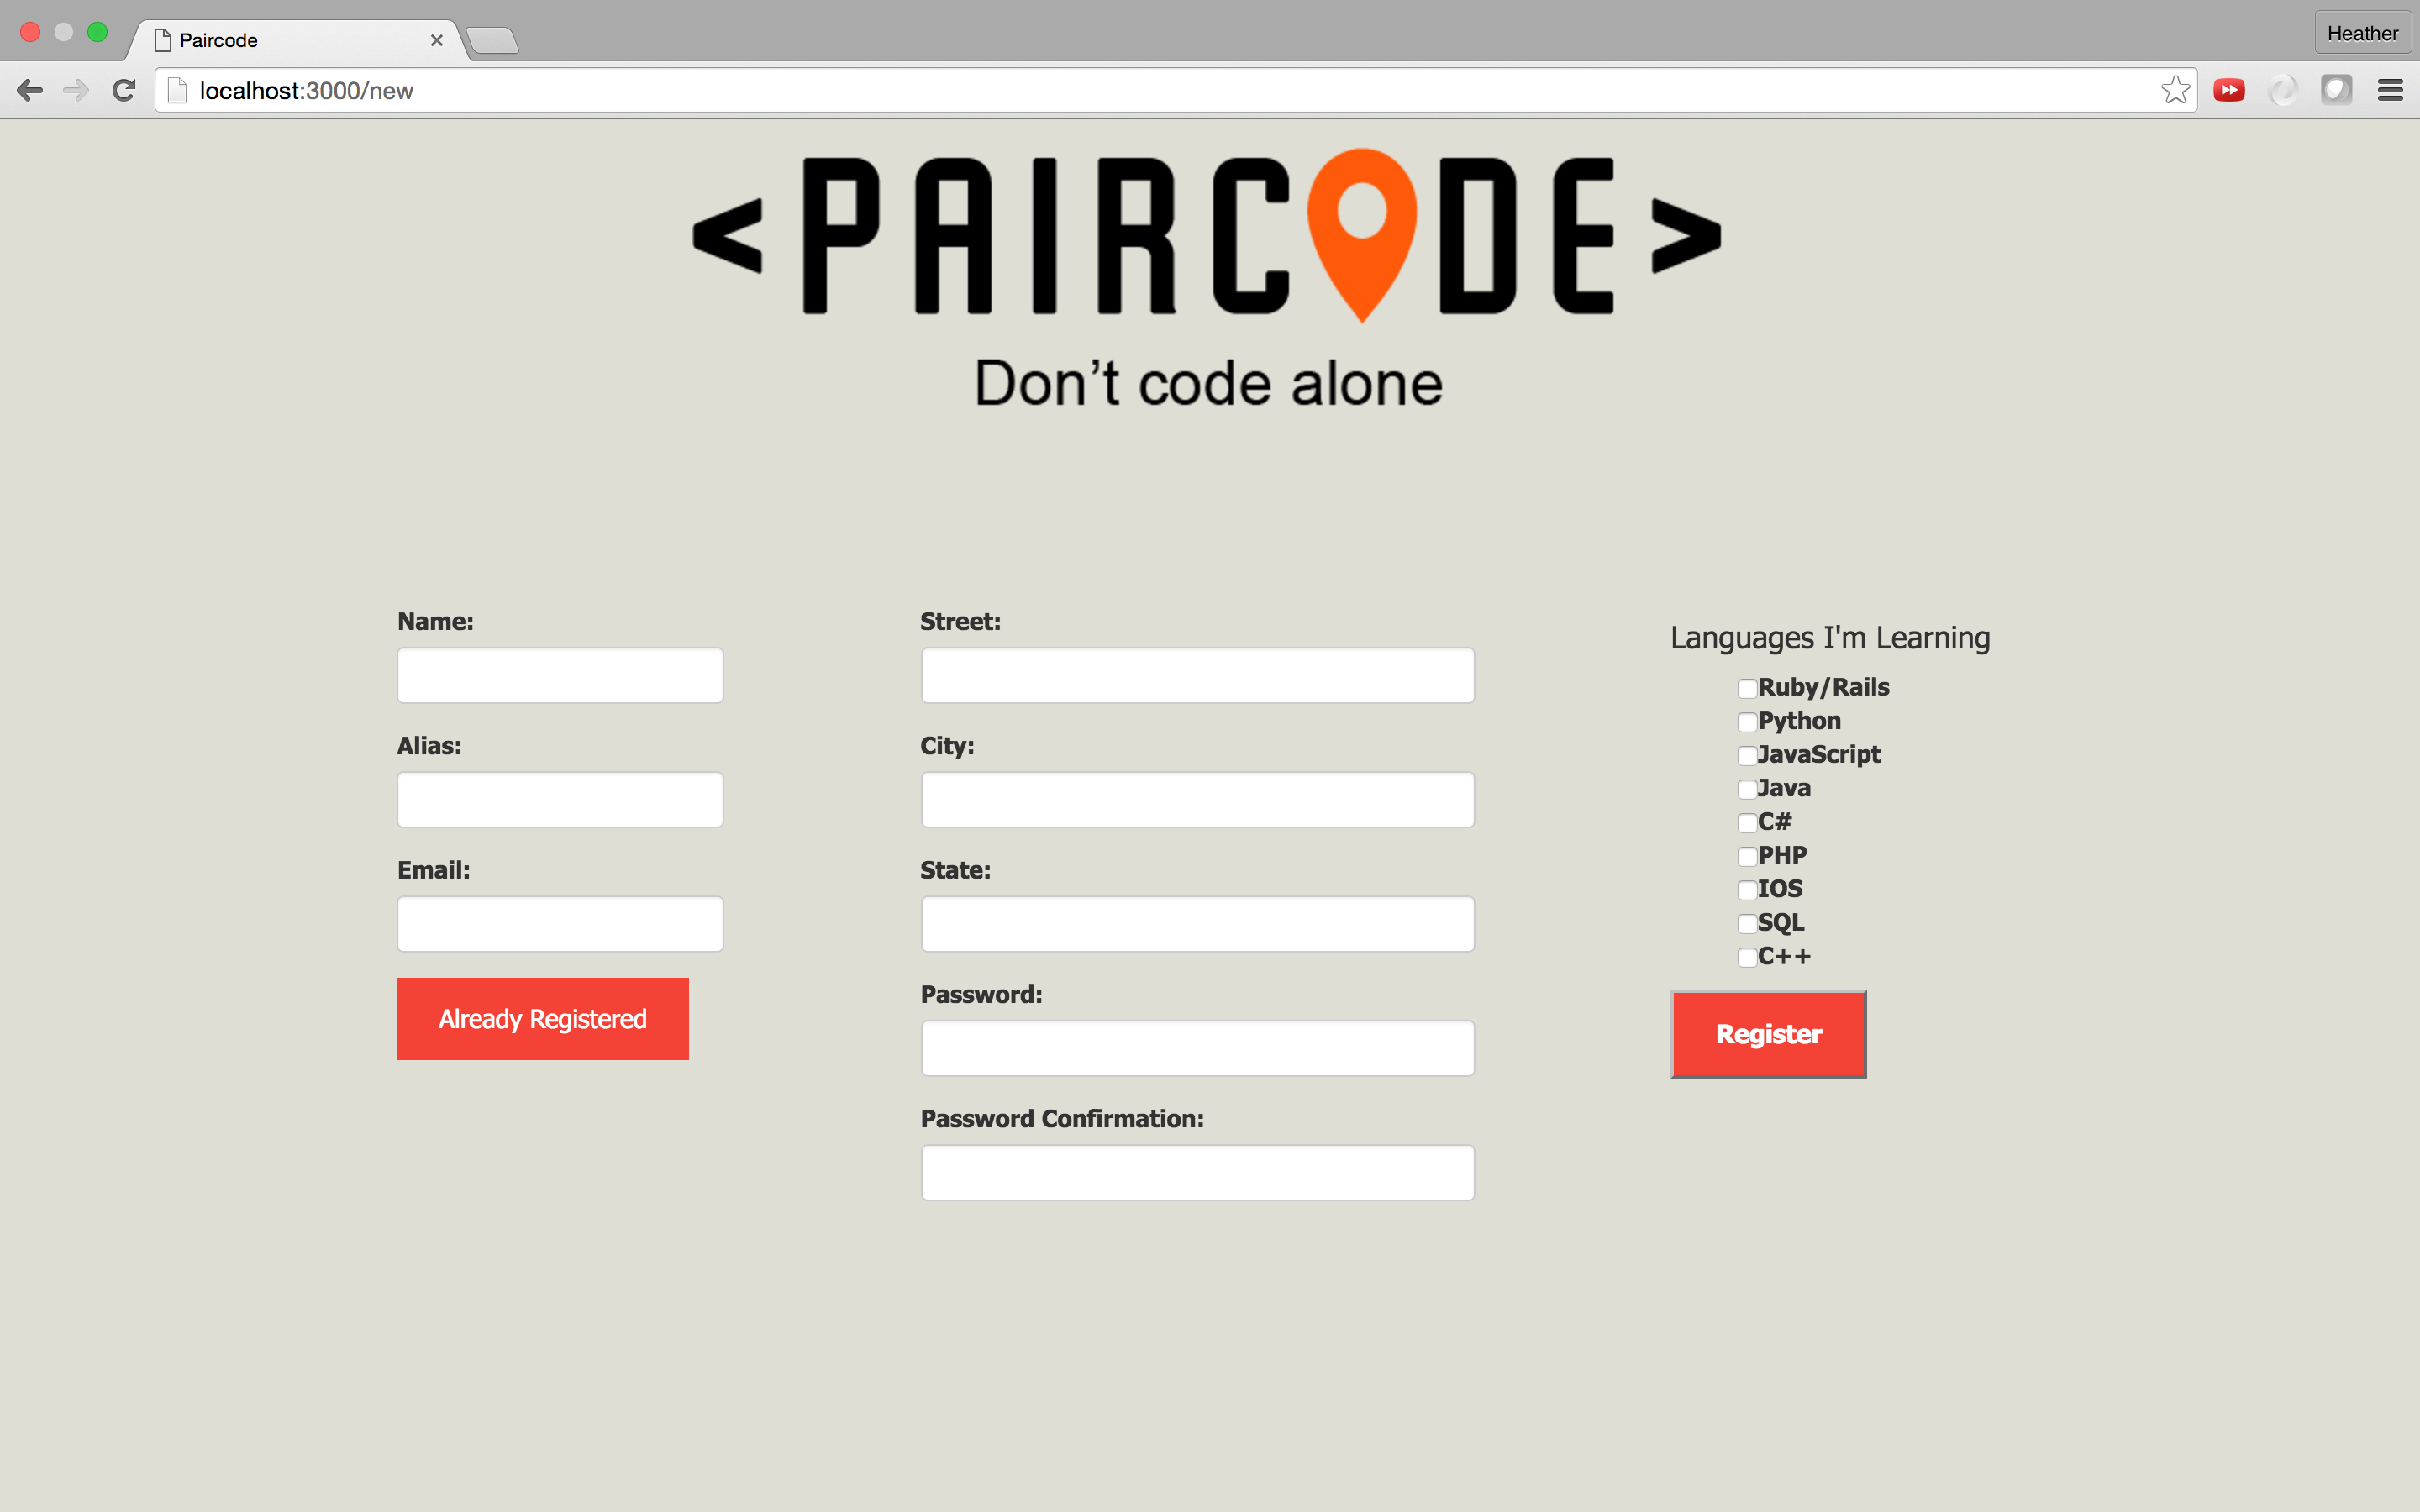 Paircode
Heather
localhost:3000/new
<PAIRCODE>
Don’t code alone
Name:
Alias:
Email:
Already Registered
Street:
City:
State:
Password:
Password Confirmation:
Languages I'm Learning
Ruby/Rails
Python
JavaScript
Java
C#
PHP
IOS
SQL
C++
Register